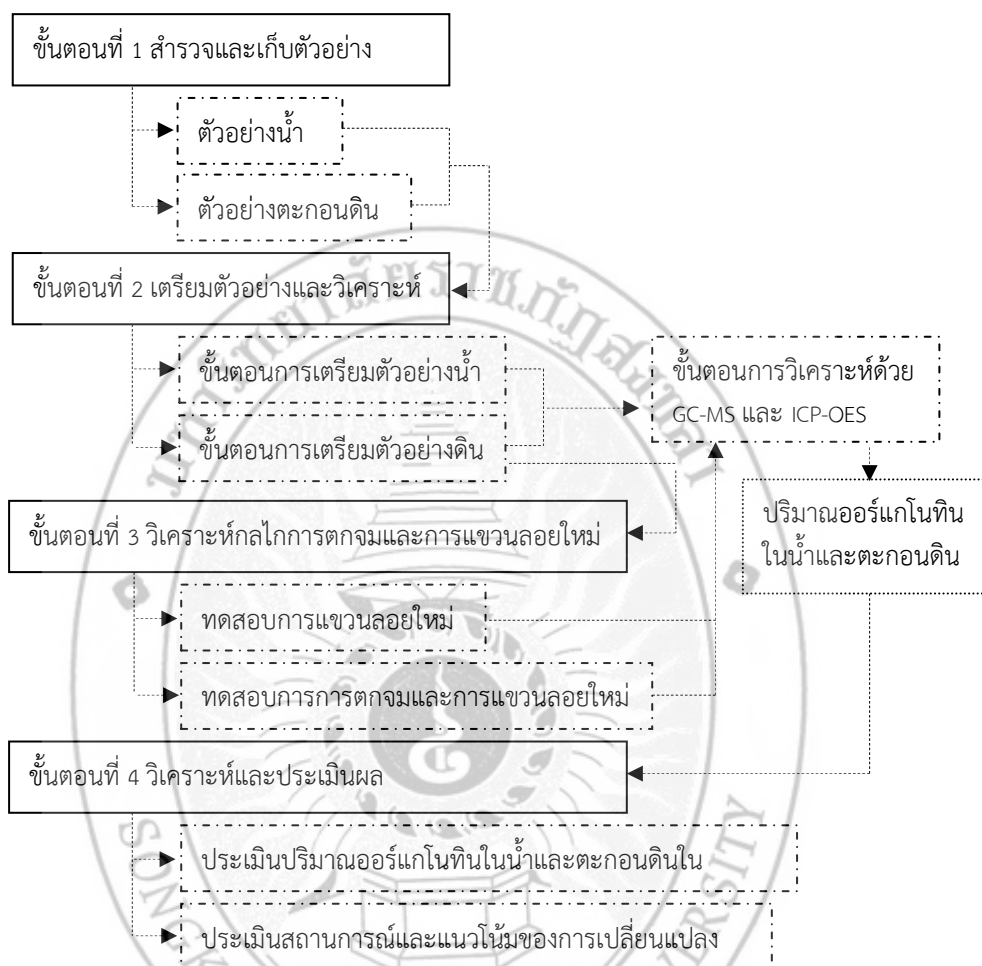 ขั้นตอนที่ 1 สำรวจและเก็บตัวอย่าง
ตัวอย่างน้ำ
ตัวอย่างตะกอนดิน
ขั้นตอนที่ 2 เตรียมตัวอย่างและวิเคราะห์
ขั้นตอนการเตรียมตัวอย่างน้ำ
ขั้นตอนการเตรียมตัวอย่างดิน
ขั้นตอนการวิเคราะห์ด้วย
GC-MS และ ICP-OES
ปริมาณออร์แกโนทิน
ในน้ำและตะกอนดิน
ขั้นตอนที่ 3 วิเคราะห์กลไกการตกจมและการแขวนลอยใหม่
ทดสอบการแขวนลอยใหม่
ทดสอบการการตกจมและการแขวนลอยใหม่
ขั้นตอนที่ 4 วิเคราะห์และประเมินผล
ประเมินปริมาณออร์แกโนทินในน้ำและตะกอนดินใน
ประเมินสถานการณ์และแนวโน้มของการเปลี่ยนแปลง